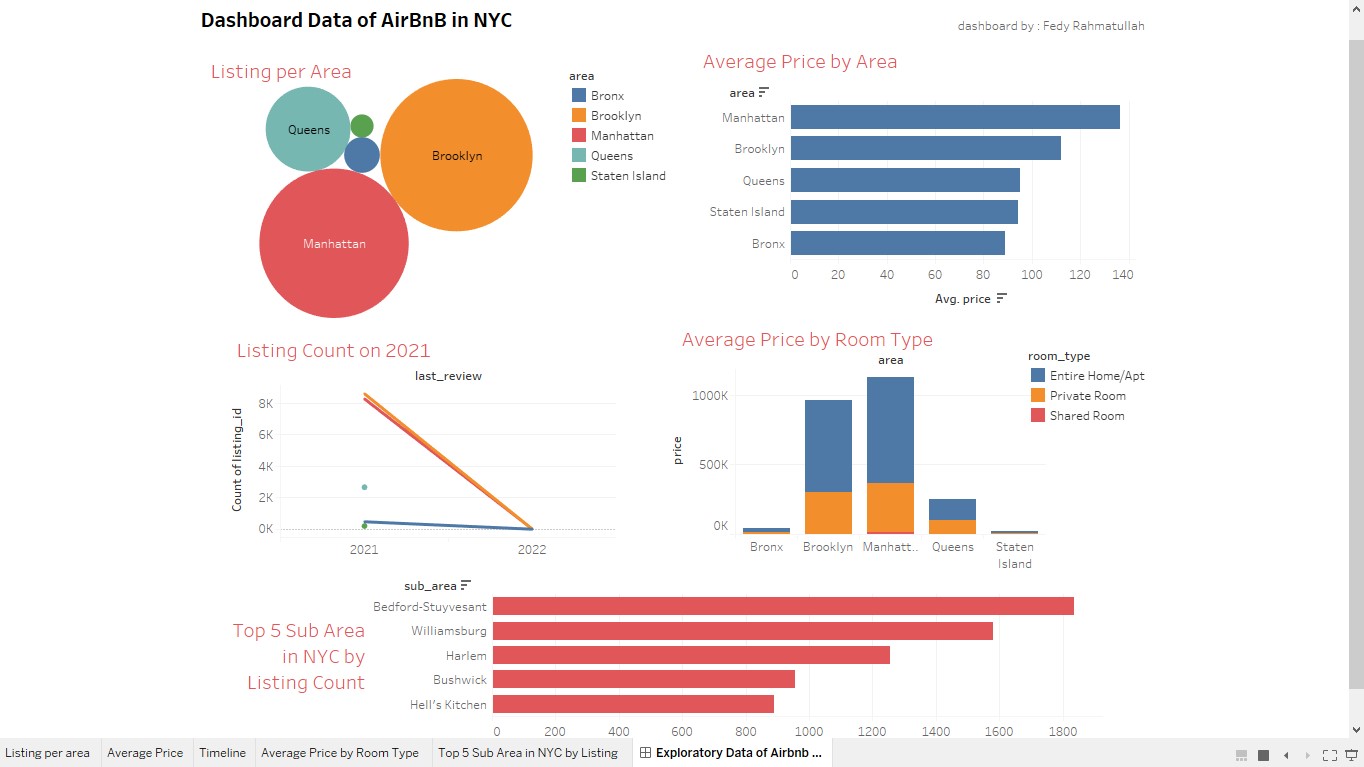 Dashboard Data of AirBnB in NYC
dashboard by : Fedy Rahmatullah
Listing per Area
Queens
Brooklyn
Manhattan
area
Bronx
Brooklyn
Manhattan
Queens
Staten Island
Average Price by Area
area
Manhattan
Brooklyn
Queens
Staten Island
Bronx
0 20 40 60 80 100 120 140
Avg. price
Listing Count on 2021
last_review
Count of listing_id
8K
6K
4K
2K
0K
2021 2022
Average Price by Room Type
area
price
1000K
500K
0K
Bronx Brooklyn Manhatt.. Queens Staten
Island
room_type
Entire Home/Apt
Private Room
Shared Room
Top 5 Sub Area
in NYC by
Listing Count
sub_area
Bedford-Stuyvesant
Williamsburg
Harlem
Bushwick
Hell's Kitchen
0 200 400 600 800 1000 1200 1400 1600 1800
Listing per area Average Price Timeline Average Price by Room Type Top 5 Sub Area in NYC by Listing Exploratory Data of Airbnb ...